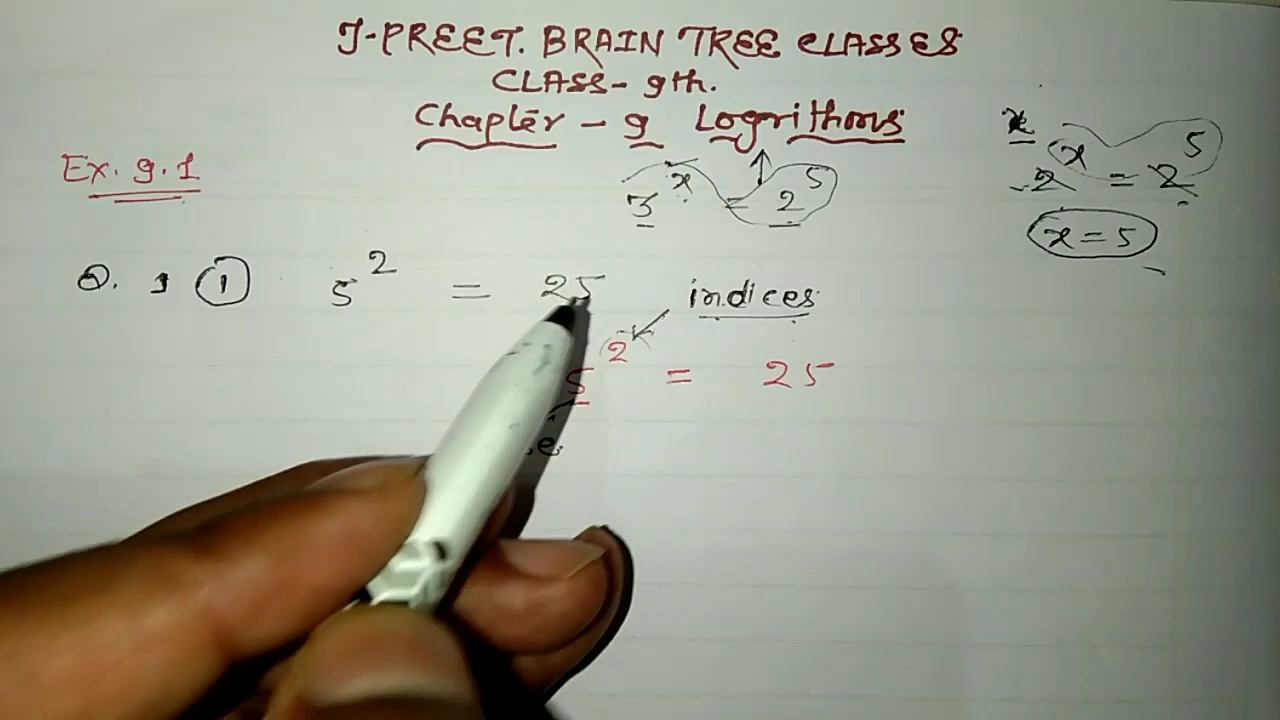 J-PREET. BRAIN TREE CLASSES
CLASS- 9th.
Chapter - 9 Logrithoms
Ex. 9.1
3^x = 2^5
x
2^x = 2^5
x = 5
Q. 1 (1) 5^2 = 25 indices
5^2 = 25